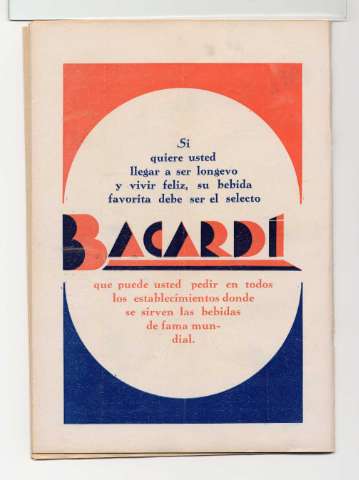 Si
quiere usted
llegar a ser longevo
y vivir feliz, su bebida
favorita debe ser el selecto
BACARDÍ
que puede usted pedir en todos
los establecimientos donde
se sirven las bebidas
de fama mun-
dial.